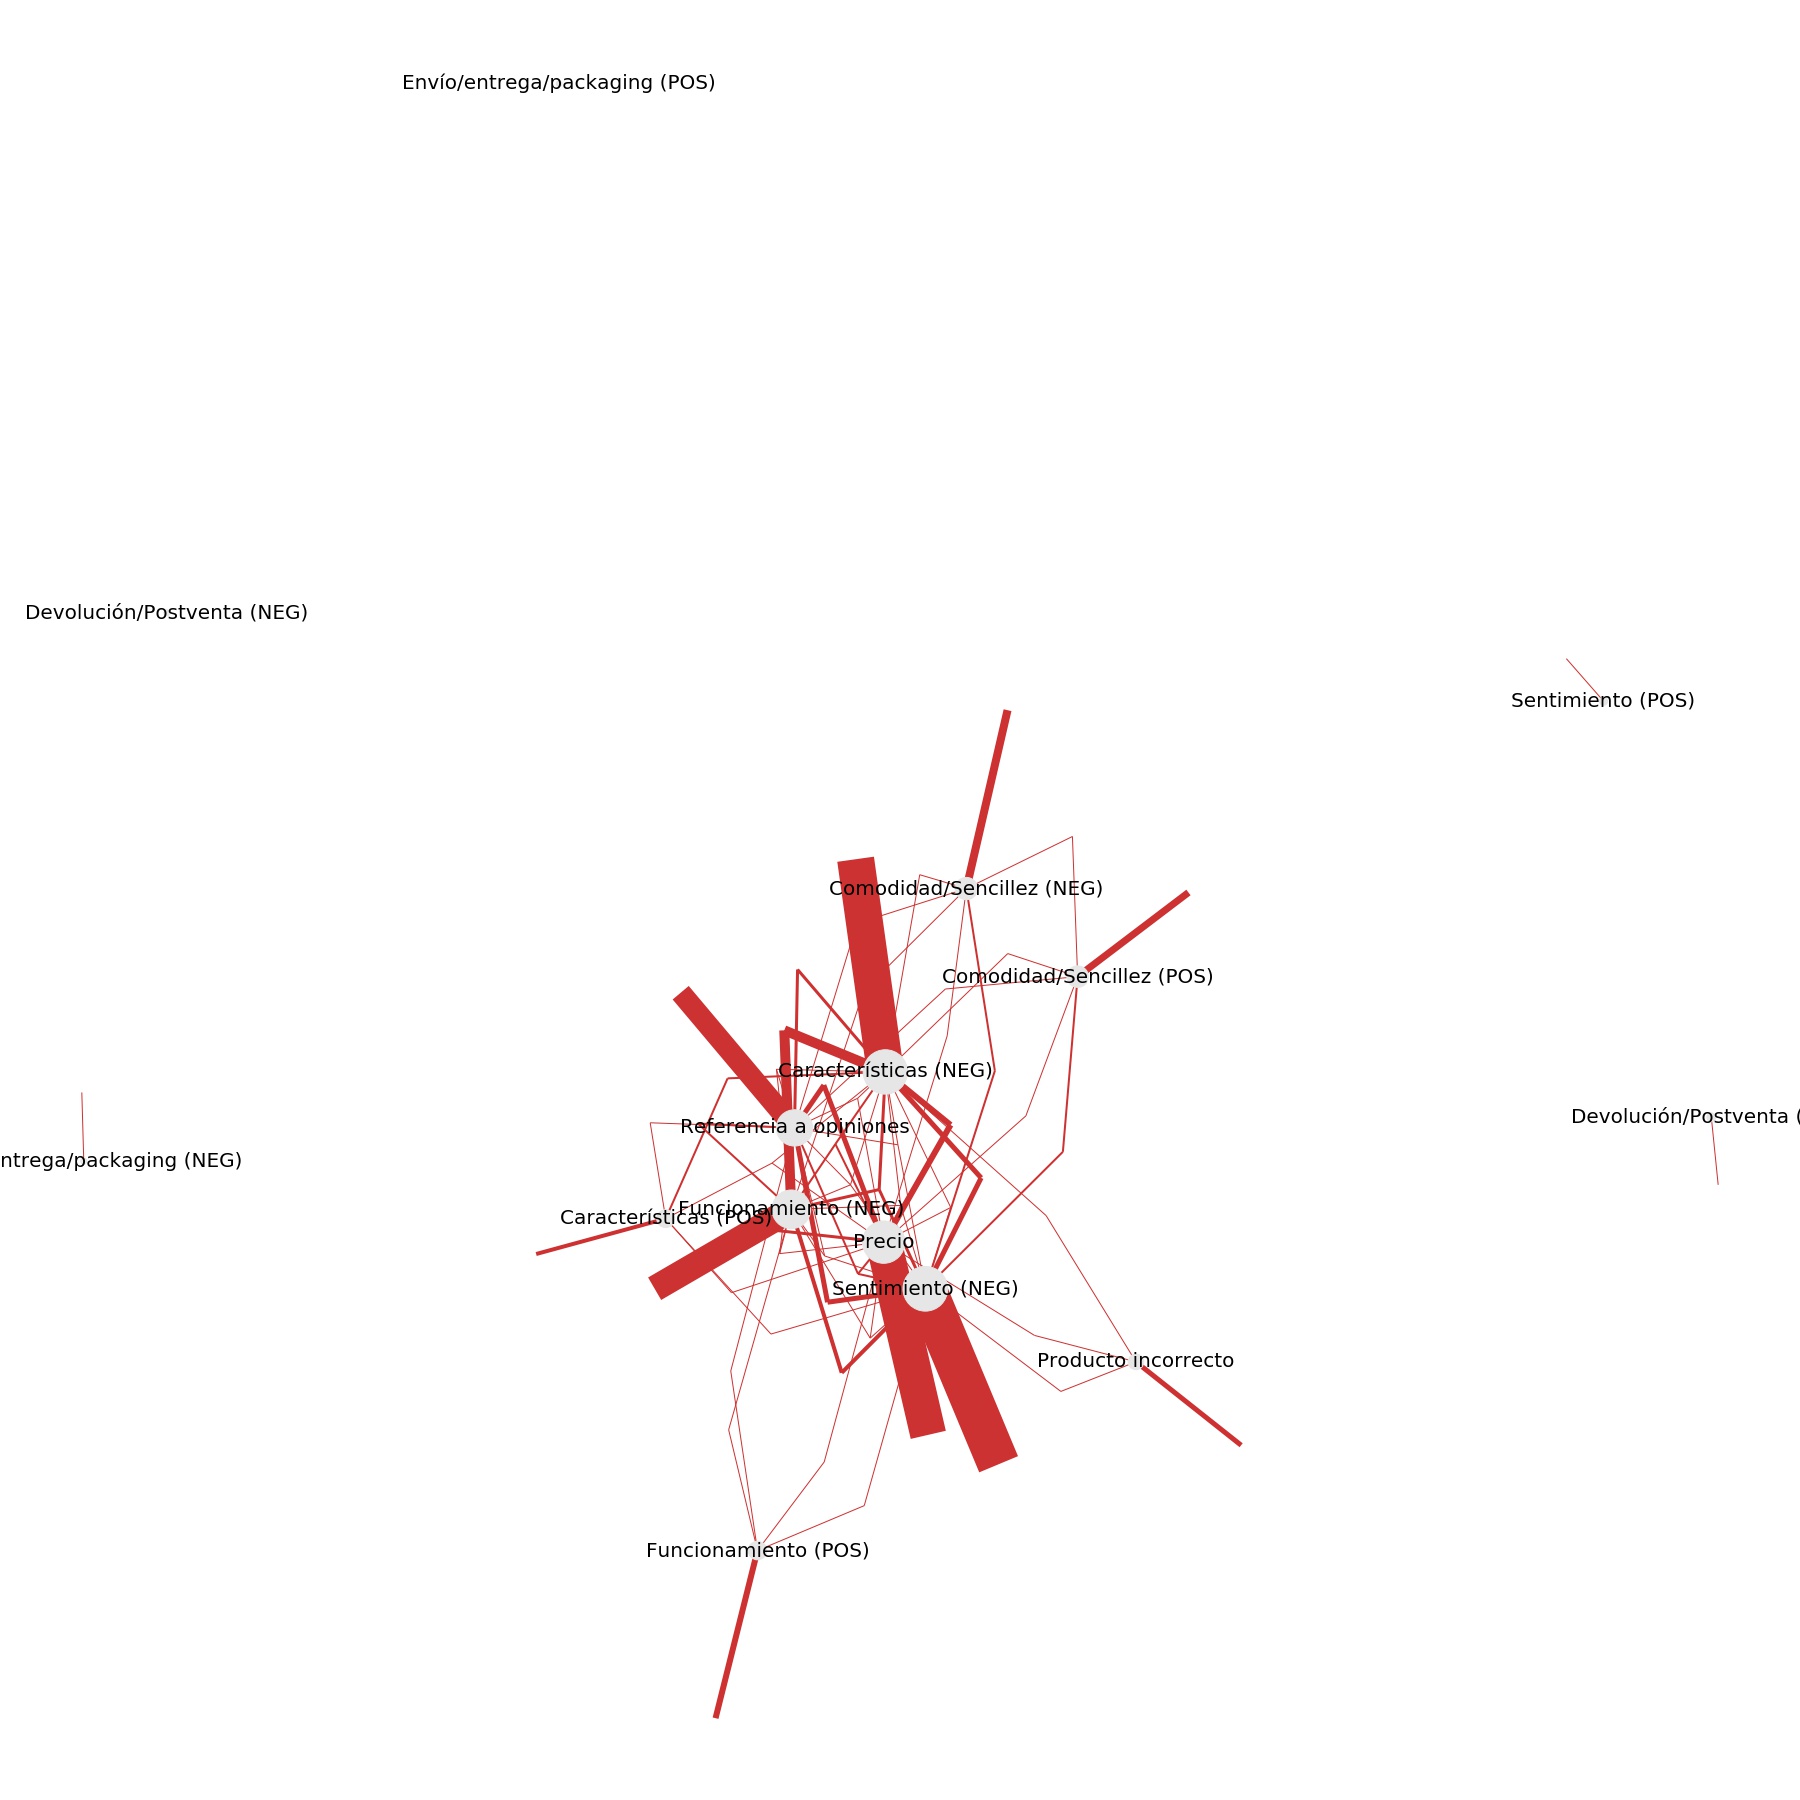 Envío/entrega/packaging (POS)
Devolución/Postventa (NEG)
Sentimiento (POS)
Comodidad/Sencillez (NEG)
Comodidad/Sencillez (POS)
Características (NEG)
Devolución/Postventa (
Referencia a opiniones
ntrega/packaging (NEG)
Funcionamiento (NEG)
Características (POS)
Precio
Sentimiento (NEG)
Producto incorrecto
Funcionamiento (POS)